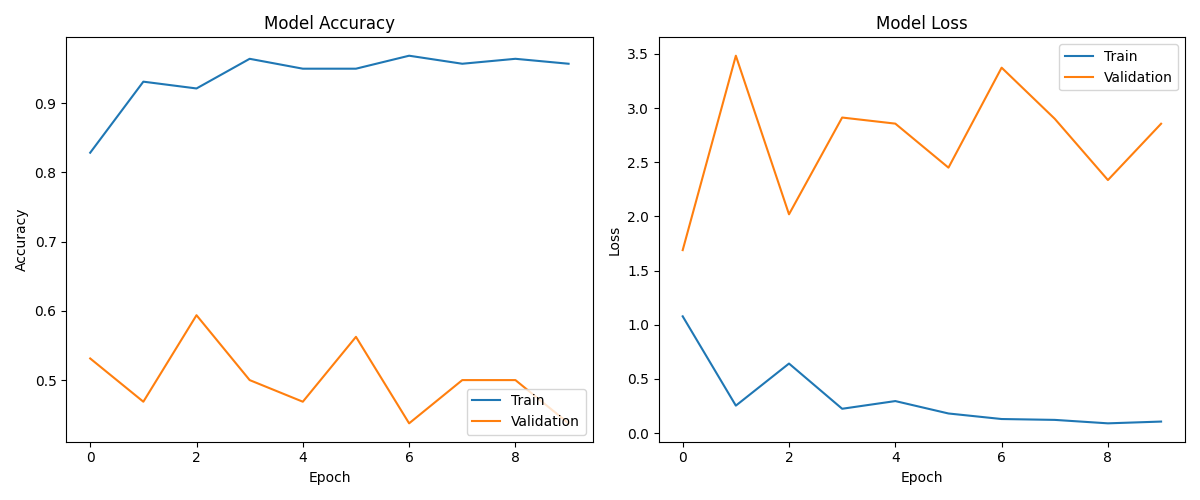 Model Accuracy
Accuracy
0.9
0.8
0.7
0.6
0.5
0
2
4
6
8
Epoch
Train
Validation
Model Loss
Loss
3.5
3.0
2.5
2.0
1.5
1.0
0.5
0.0
0
2
4
6
8
Epoch
Train
Validation